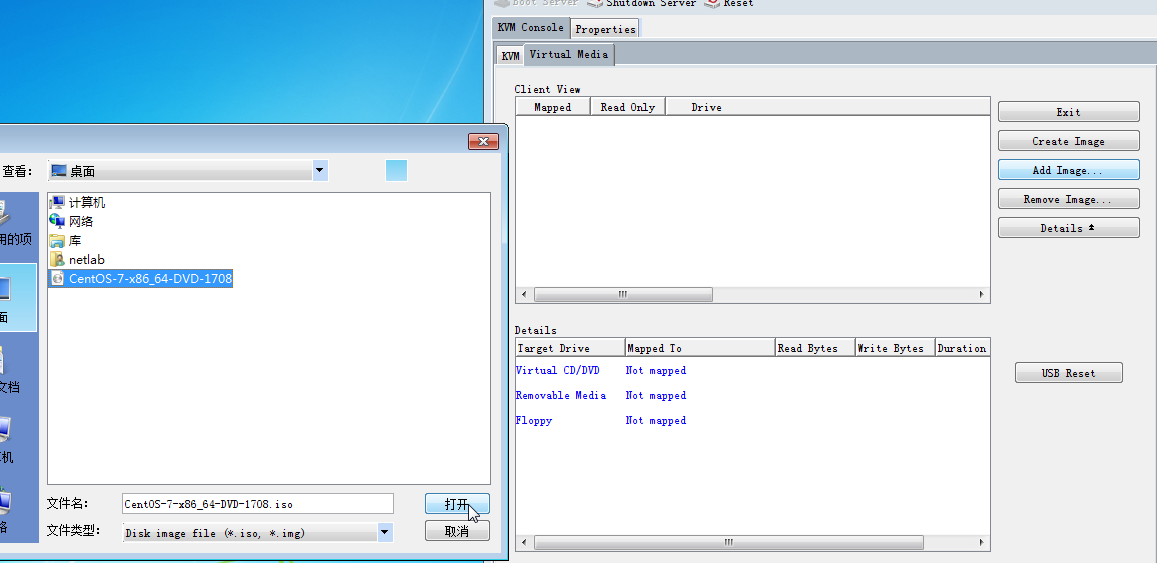 Boot Server Shutdown Server Reset
KVM Console Properties
KVM Virtual Media
Client View
Mapped Read Only Drive
Exit
Create Image
Add Image...
Remove Image...
Details
查看: 桌面
计算机
网络
库
netlab
CentOS-7-x86_64-DVD-1708
用的项
面
文档
机
络
文件名: CentOS-7-x86_64-DVD-1708.iso 打开
文件类型: Disk image file (*.iso, *.img) 取消
Details
Target Drive Mapped To Read Bytes Write Bytes Duration
Virtual CD/DVD Not mapped
Removable Media Not mapped
Floppy Not mapped
USB Reset